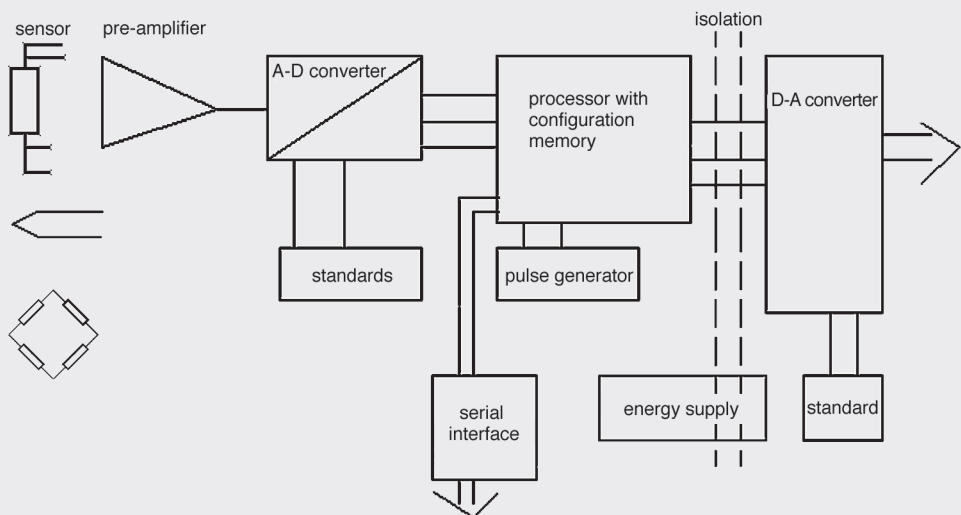 isolation
sensor
pre-amplifier
A-D converter
processor with
configuration
memory
D-A converter
standards
pulse generator
serial
interface
energy supply
standard